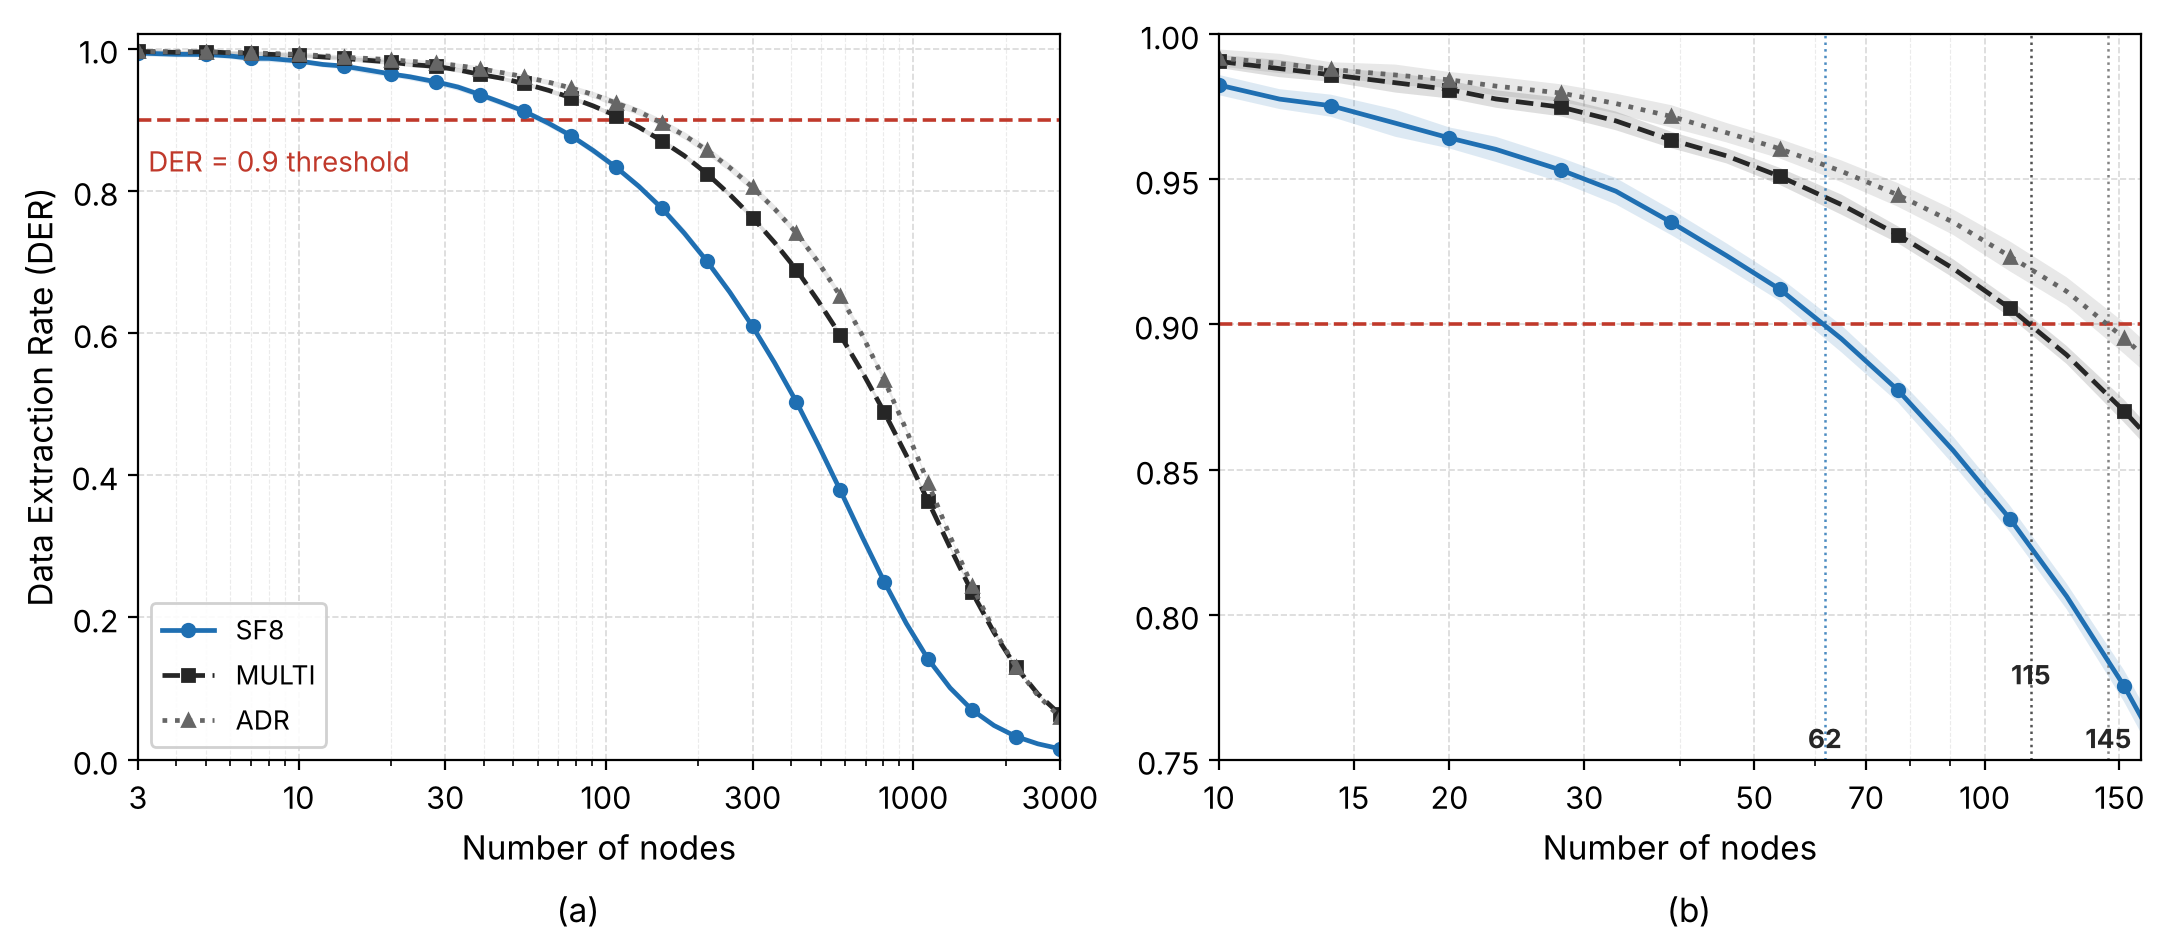 Data Extraction Rate (DER)
1.0
0.8
0.6
0.4
0.2
0.0
DER = 0.9 threshold
SF8
MULTI
ADR
3 10 30 100 300 1000 3000
Number of nodes
(a)
1.00
0.95
0.90
0.85
0.80
0.75
115
62 145
10 15 20 30 50 70 100 150
Number of nodes
(b)